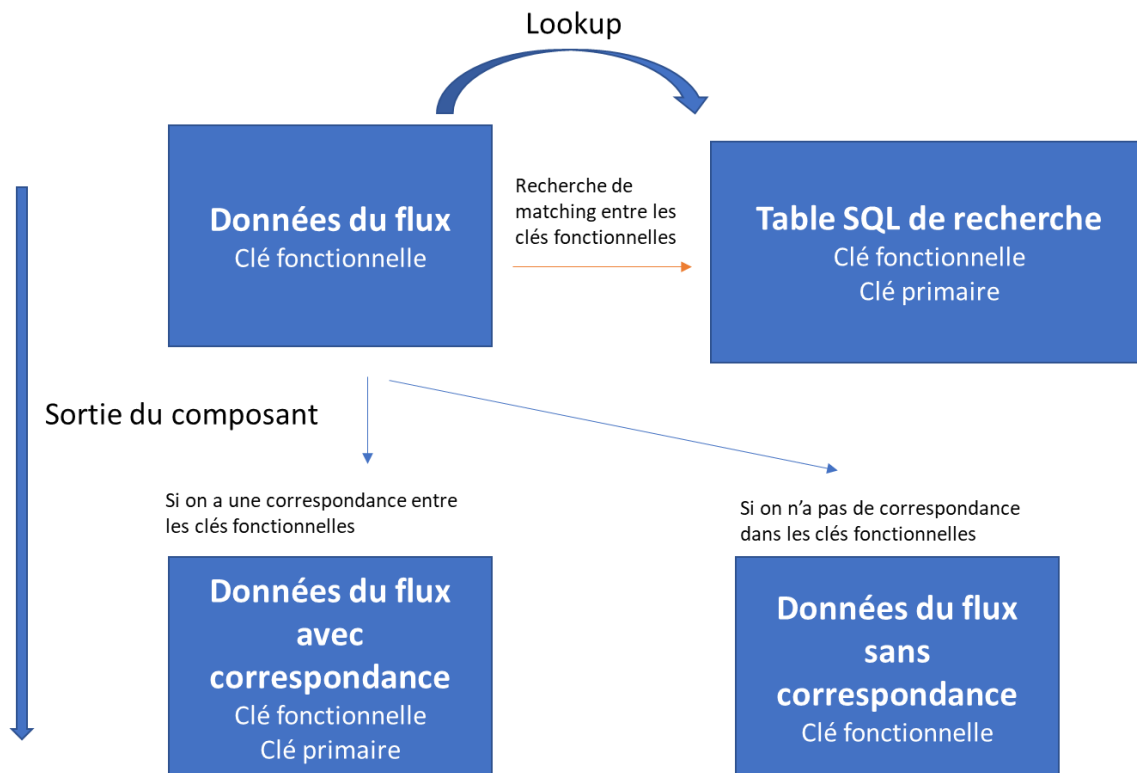 Lookup
Données du flux
Clé fonctionnelle
Recherche de
matching entre les
clés fonctionnelles
Table SQL de recherche
Clé fonctionnelle
Clé primaire
Sortie du composant
Si on a une correspondance entre
les clés fonctionnelles
Si on n’a pas de correspondance
dans les clés fonctionnelles
Données du flux
avec
correspondance
Clé fonctionnelle
Clé primaire
Données du flux
sans
correspondance
Clé fonctionnelle